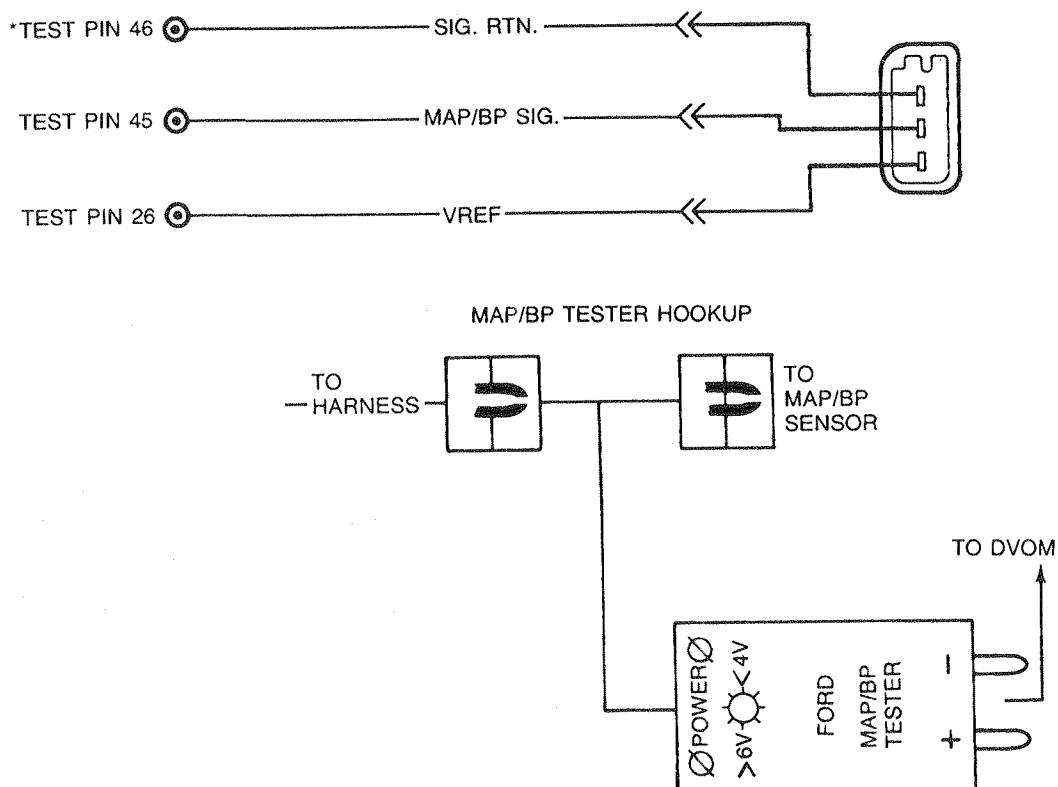 *TEST PIN 46
SIG. RTN.
TEST PIN 45
MAP/BP SIG.
TEST PIN 26
VREF
MAP/BP TESTER HOOKUP
TO
HARNESS
TO
MAP/BP
SENSOR
TO DVOM
POWER
>6V
<4V
FORD
MAP/BP
TESTER
-
+